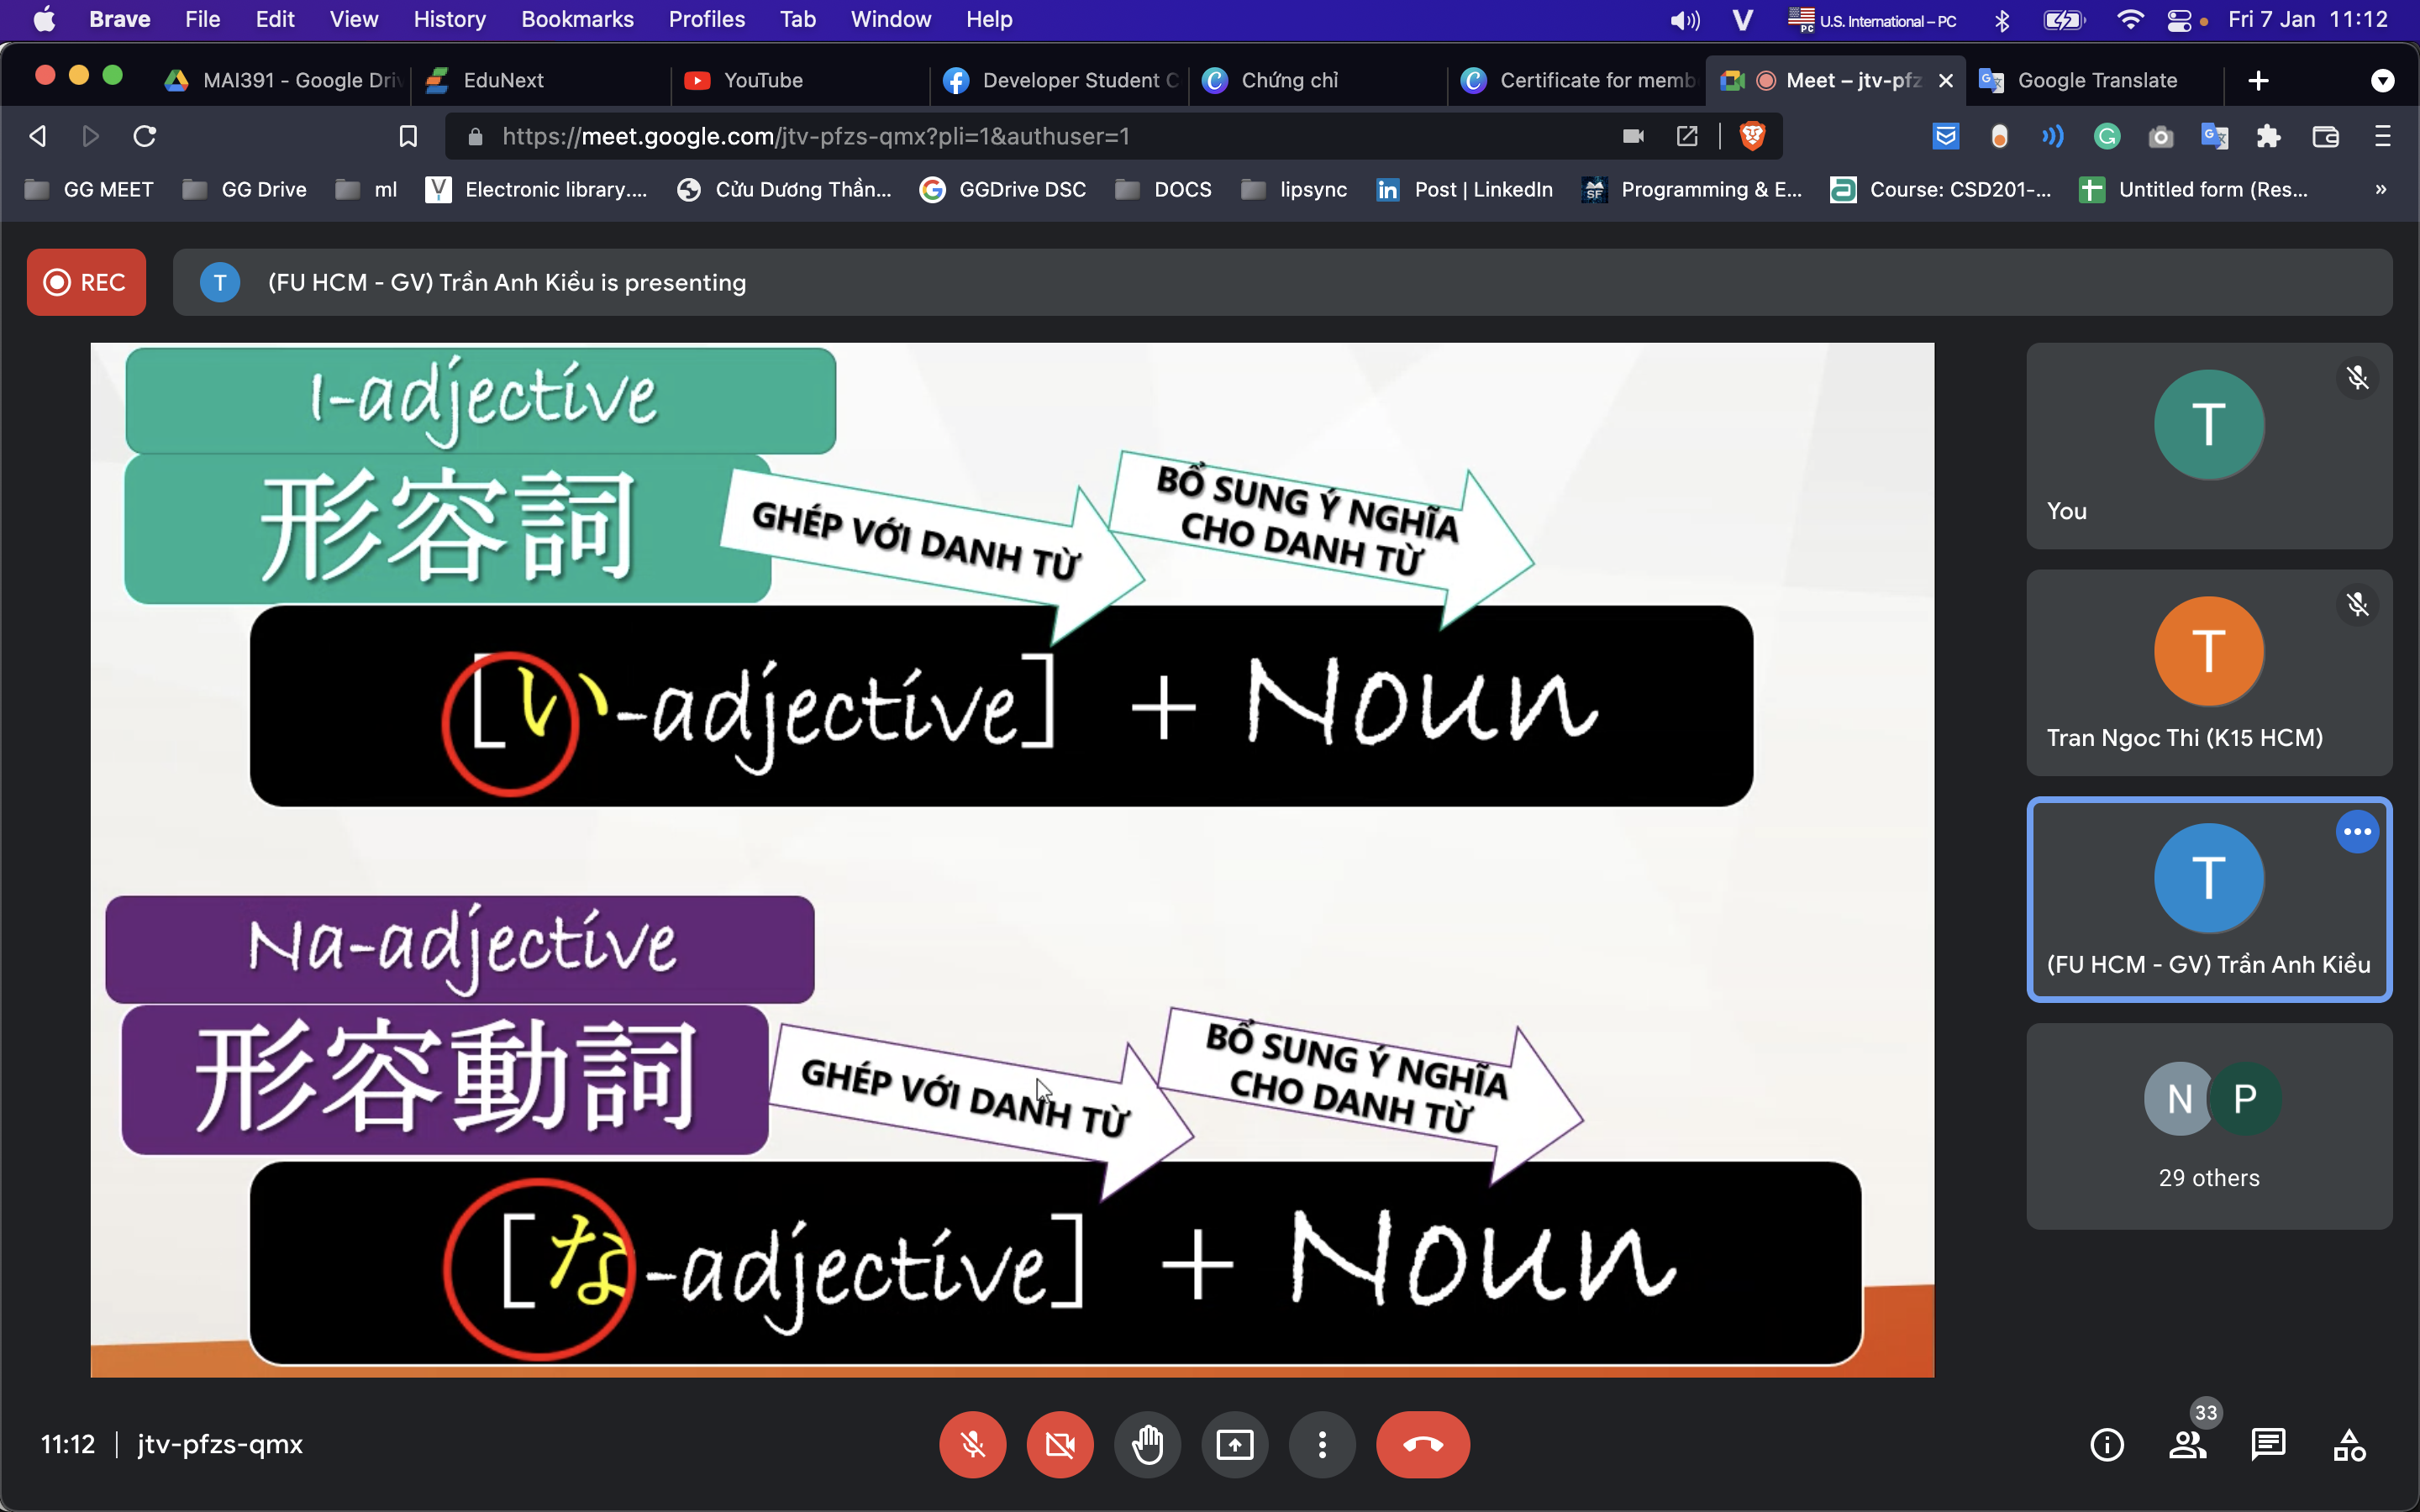 Brave File Edit View History Bookmarks Profiles Tab Window Help V PC U.S. International – PC Fri 7 Jan 11:12
MAI391 - Google Driv EduNext YouTube Developer Student C Chứng chỉ Certificate for memb Meet – jtv-pfz Google Translate
https://meet.google.com/jtv-pfzs-qmx?pli=1&authuser=1
GG MEET GG Drive ml Electronic library.... Cửu Dương Thần... GGDrive DSC DOCS lipsync Post | LinkedIn Programming & E... Course: CSD201-... Untitled form (Res... »
REC T (FU HCM - GV) Trần Anh Kiều is presenting
I-adjective
形容詞
GHÉP VỚI DANH TỪ
BỔ SUNG Ý NGHĨA
CHO DANH TỪ
[い-adjective] + Noun
Na-adjective
形容動詞
GHÉP VỚI DANH TỪ
BỔ SUNG Ý NGHĨA
CHO DANH TỪ
[な-adjective] + Noun
T
You
T
Tran Ngoc Thi (K15 HCM)
T
(FU HCM - GV) Trần Anh Kiều
N P
29 others
11:12 | jtv-pfzs-qmx
33